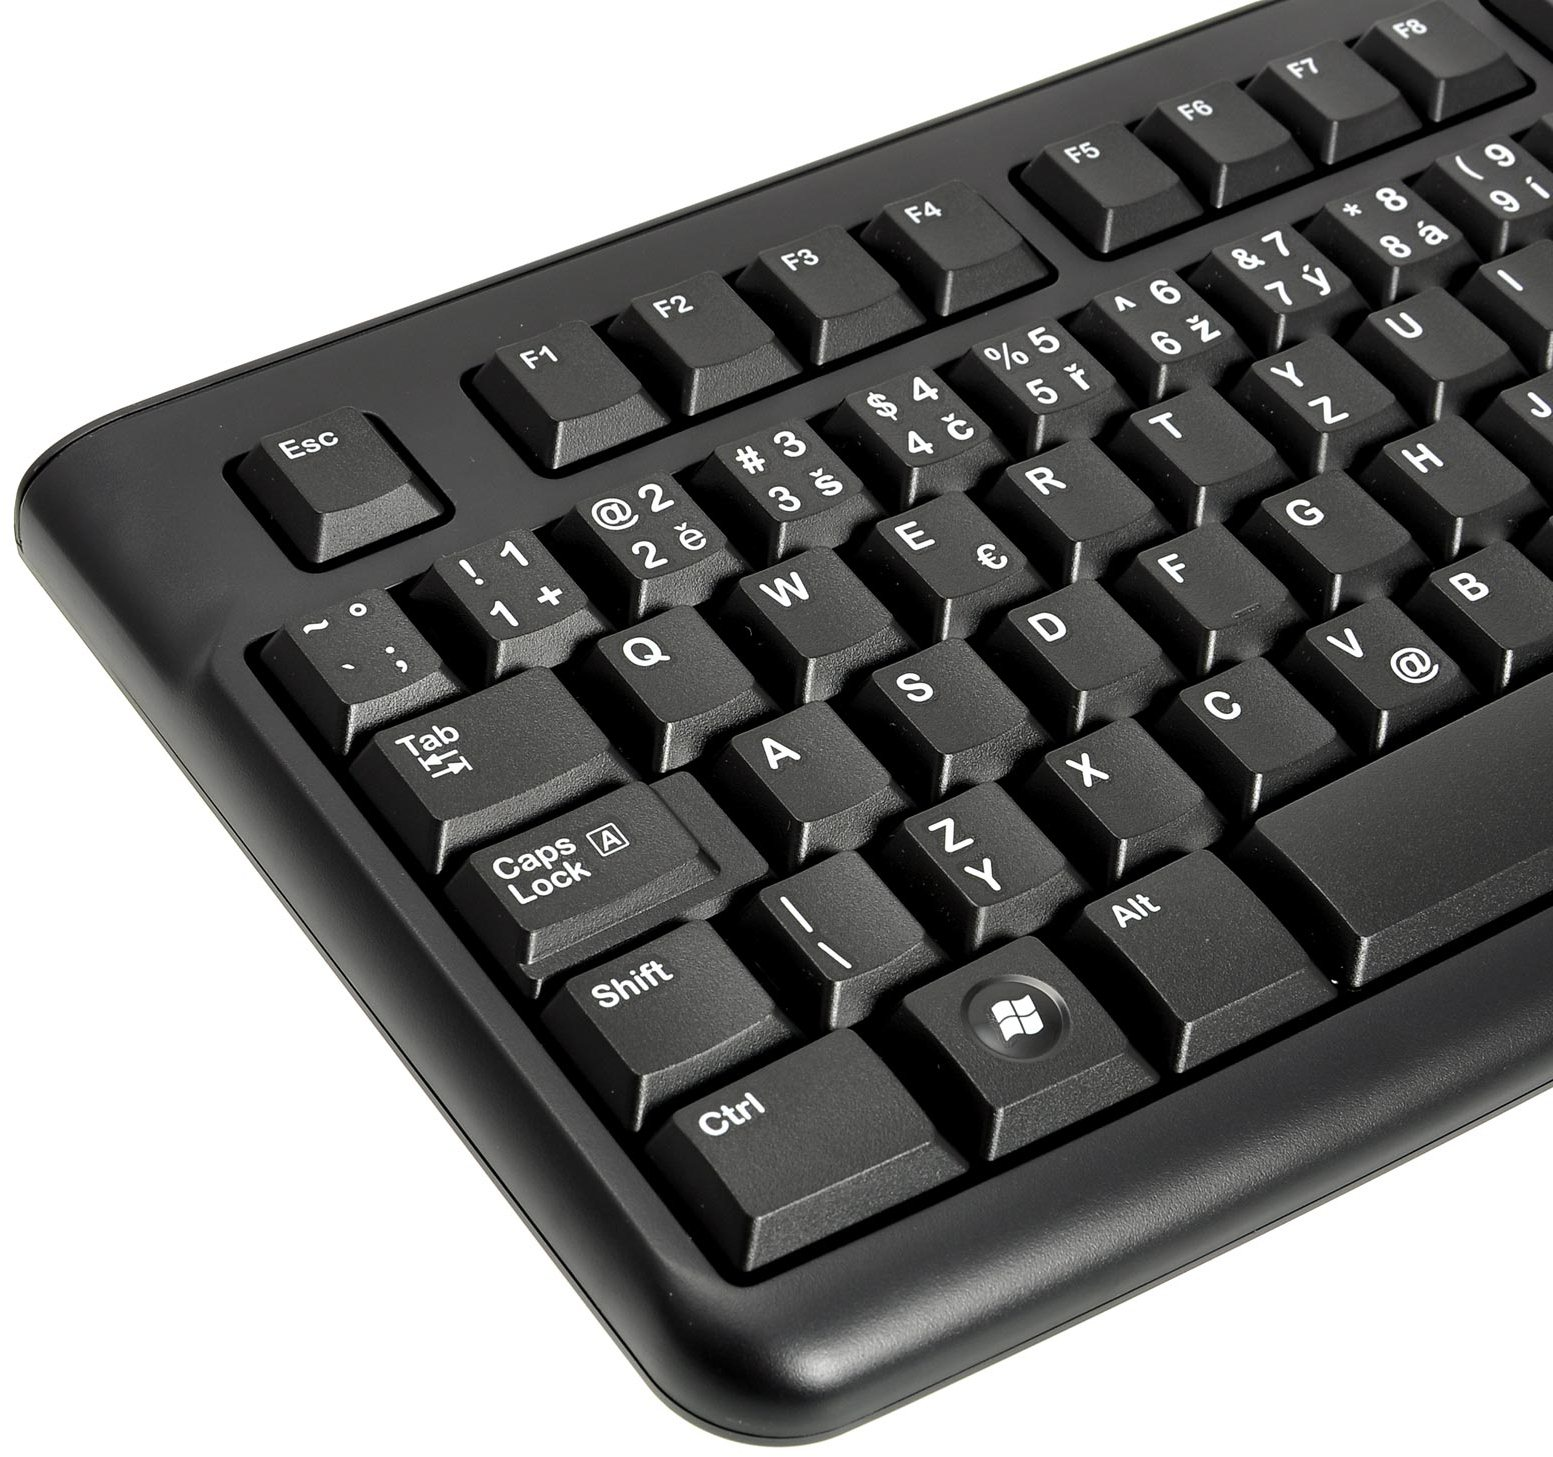 Esc F1 F2 F3 F4 F5 F6 F7 F8
~ ° ` ;
! 1
1 +
@ 2
2 ě
# 3
3 š
$ 4
4 č
% 5
5 ř
^ 6
6 ž
& 7
7 ý
* 8
8 á
( 9
9 í
Tab
Q
W
E
€
R
T
Y
Z
U
I
Caps A
Lock
A
S
D
F
G
H
J
Shift
|
\
Z
Y
X
C
V
@
B
Ctrl
Alt